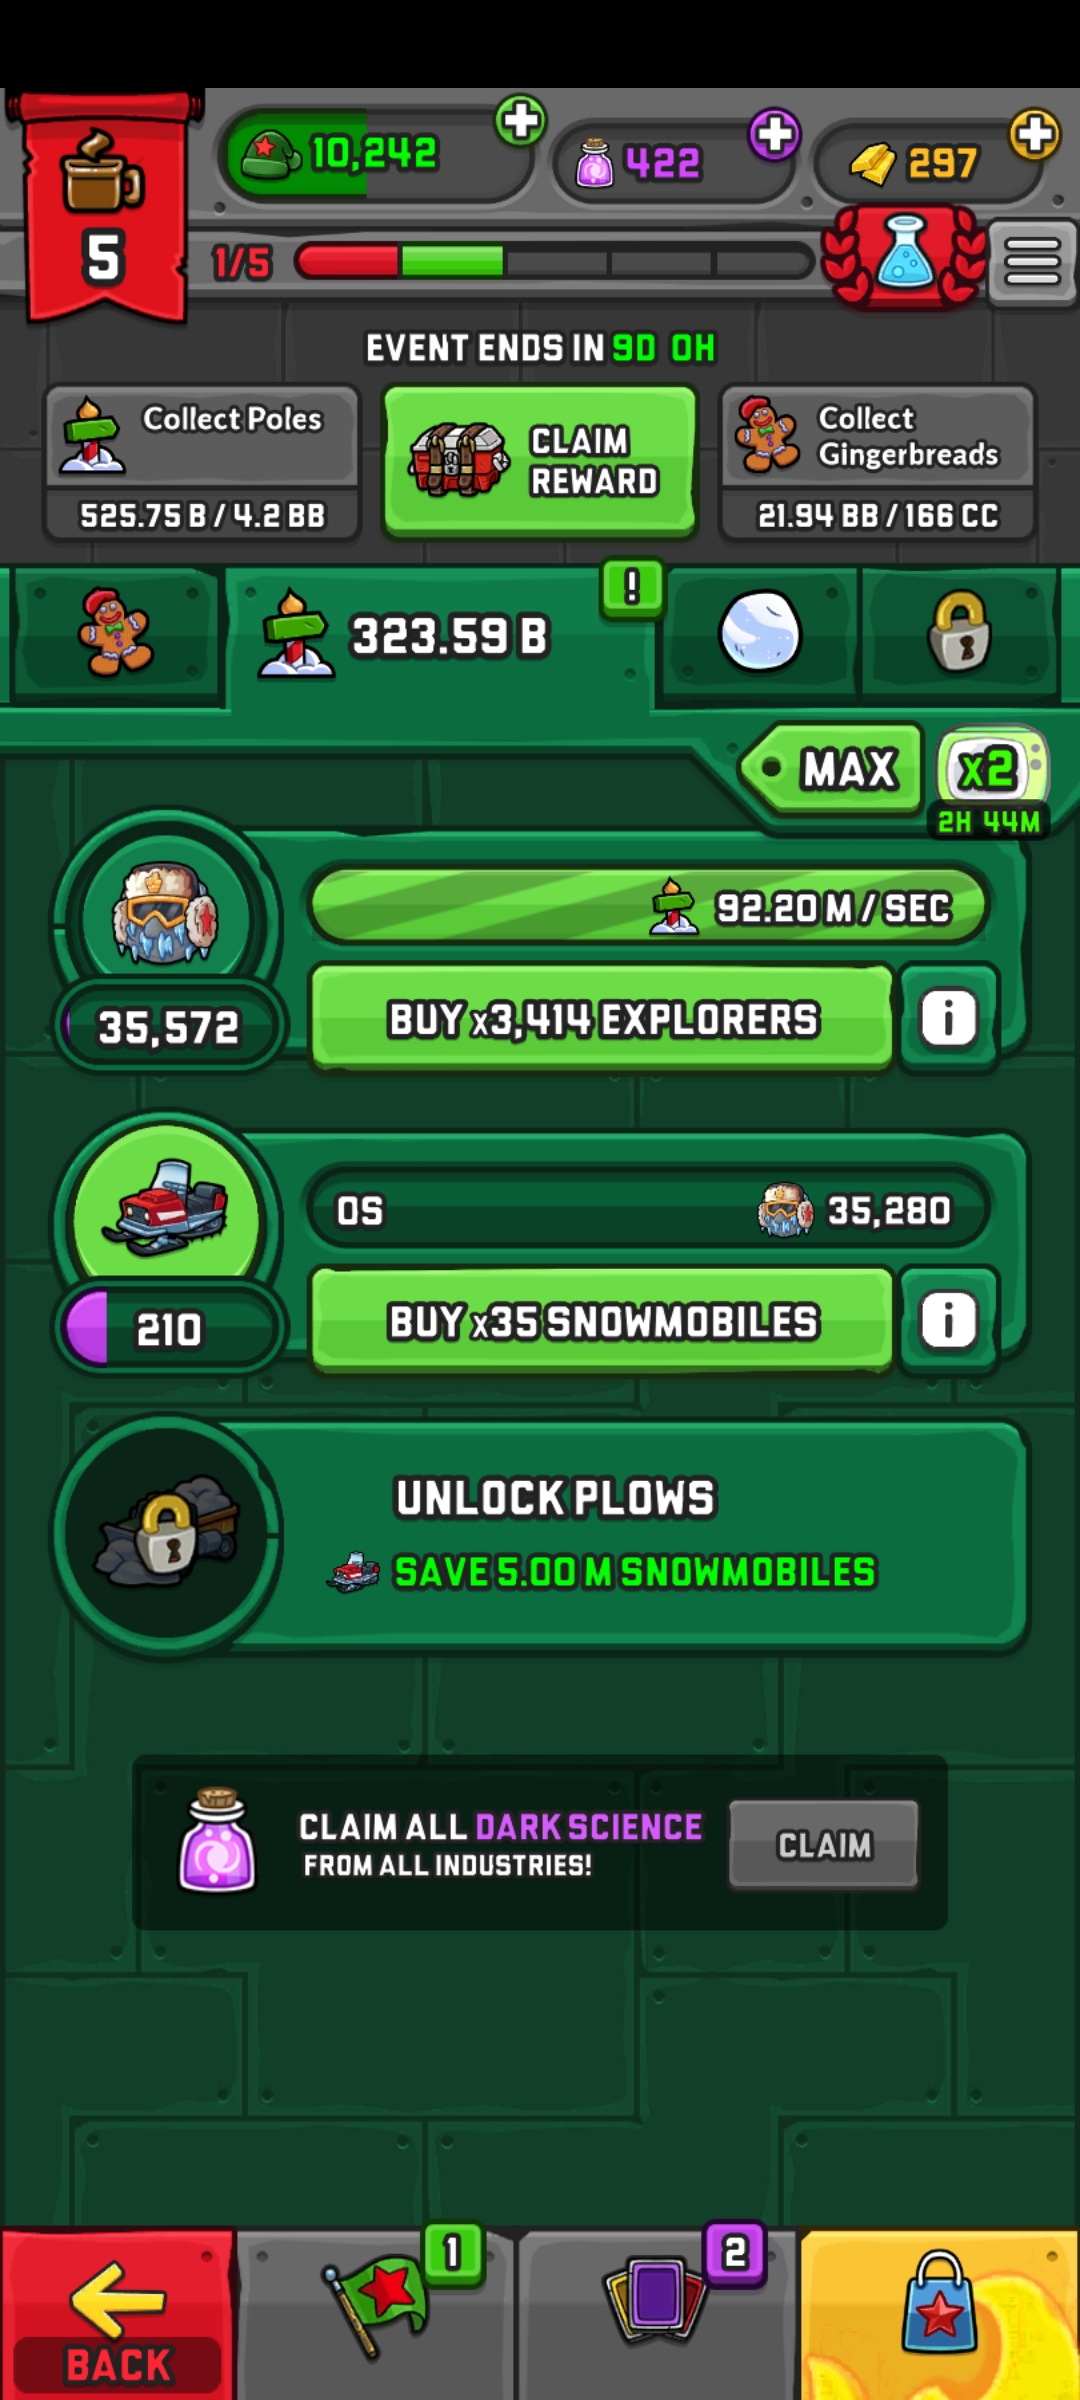 10,242
422
297
5
1/5
EVENT ENDS IN 9D 0H
Collect Poles
525.75 B / 4.2 BB
CLAIM
REWARD
Collect
Gingerbreads
21.94 BB / 166 CC
!
323.59 B
MAX
x2
2H 44M
92.20 M / SEC
35,572
BUY x3,414 EXPLORERS
i
0S
35,280
210
BUY x35 SNOWMOBILES
i
UNLOCK PLOWS
SAVE 5.00 M SNOWMOBILES
CLAIM ALL DARK SCIENCE
FROM ALL INDUSTRIES!
CLAIM
1
2
BACK